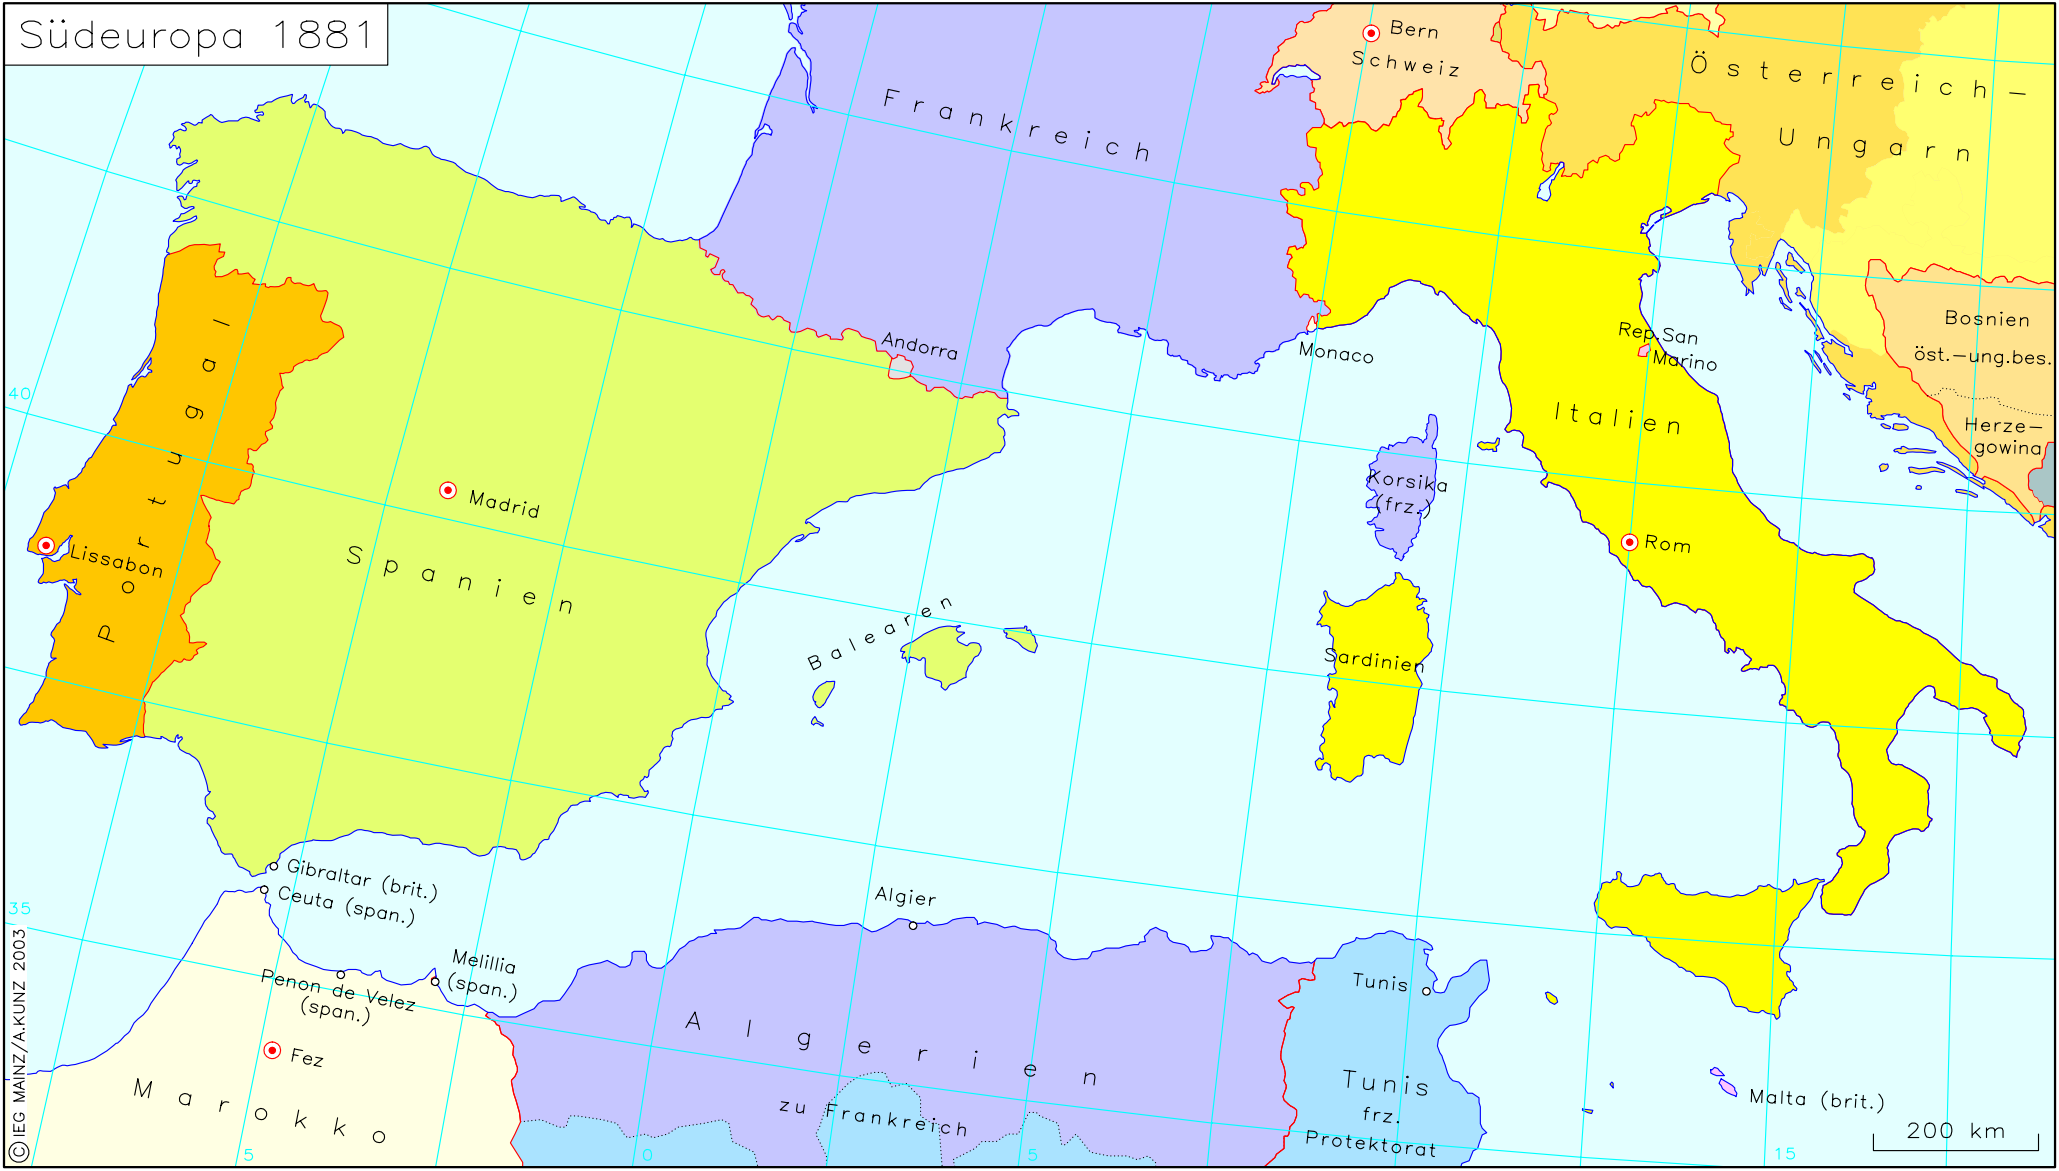 Südeuropa 1881
Bern
Schweiz
Österreich–
Ungarn
Frankreich
Bosnien
öst.–ung.bes.
Herze–
gowina
Rep.San
Marino
Monaco
Andorra
Portugal
40
Italien
Korsika
(frz.)
Madrid
Rom
Lissabon
Spanien
Balearen
Sardinien
Gibraltar (brit.)
Ceuta (span.)
Algier
35
Melillia
(span.)
Penon de Velez
(span.)
Tunis
Fez
Marokko
Algerien
zu Frankreich
Tunis
frz.
Protektorat
Malta (brit.)
200 km
5
0
5
15
©IEG MAINZ/A.KUNZ 2003